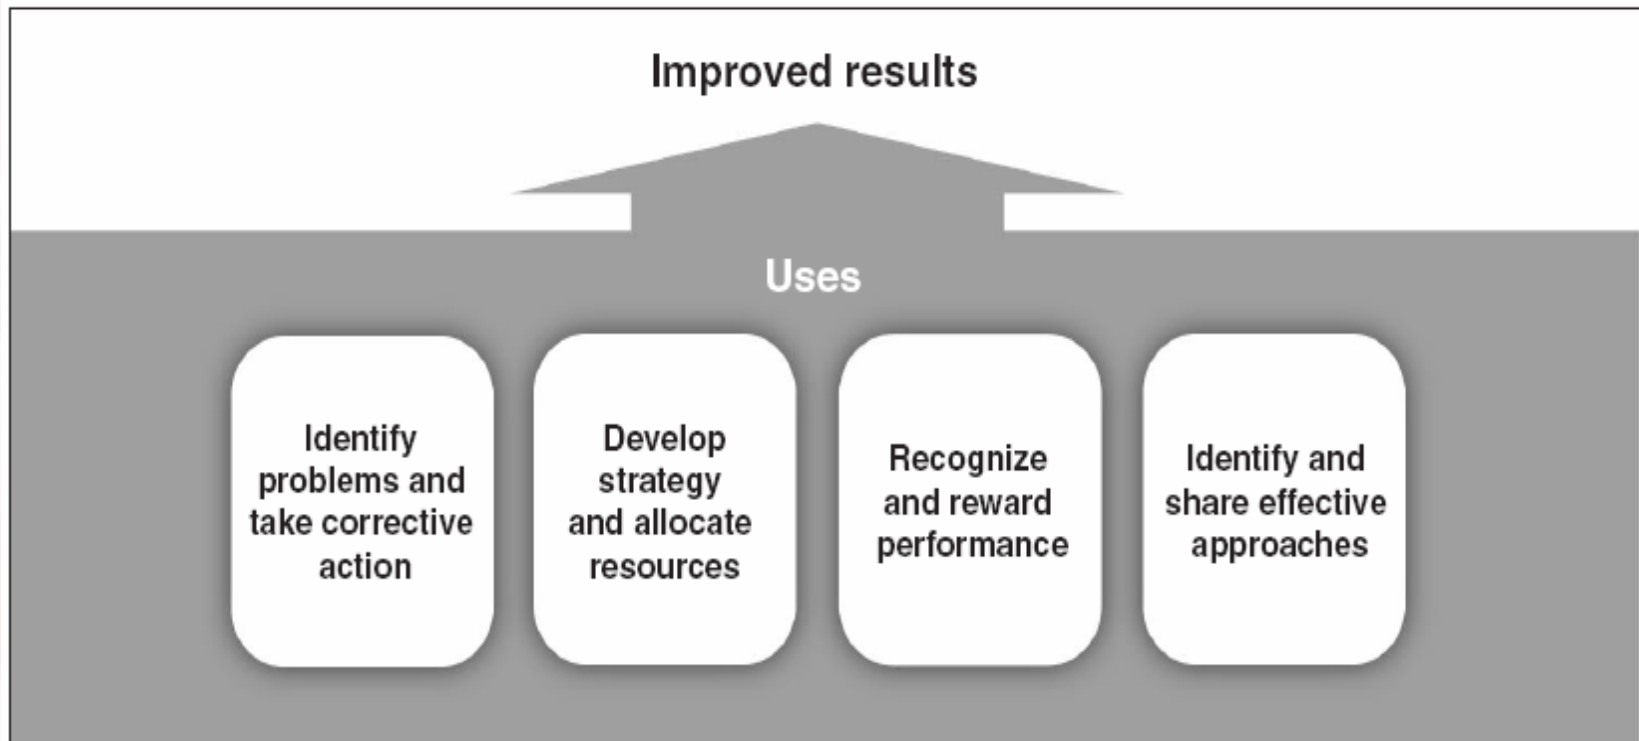 Improved results
Uses
Identify
problems and
take corrective
action
Develop
strategy
and allocate
resources
Recognize
and reward
performance
Identify and
share effective
approaches